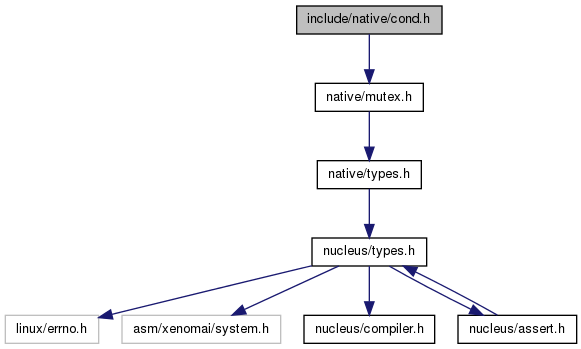 include/native/cond.h
native/mutex.h
native/types.h
nucleus/types.h
linux/errno.h
asm/xenomai/system.h
nucleus/compiler.h
nucleus/assert.h